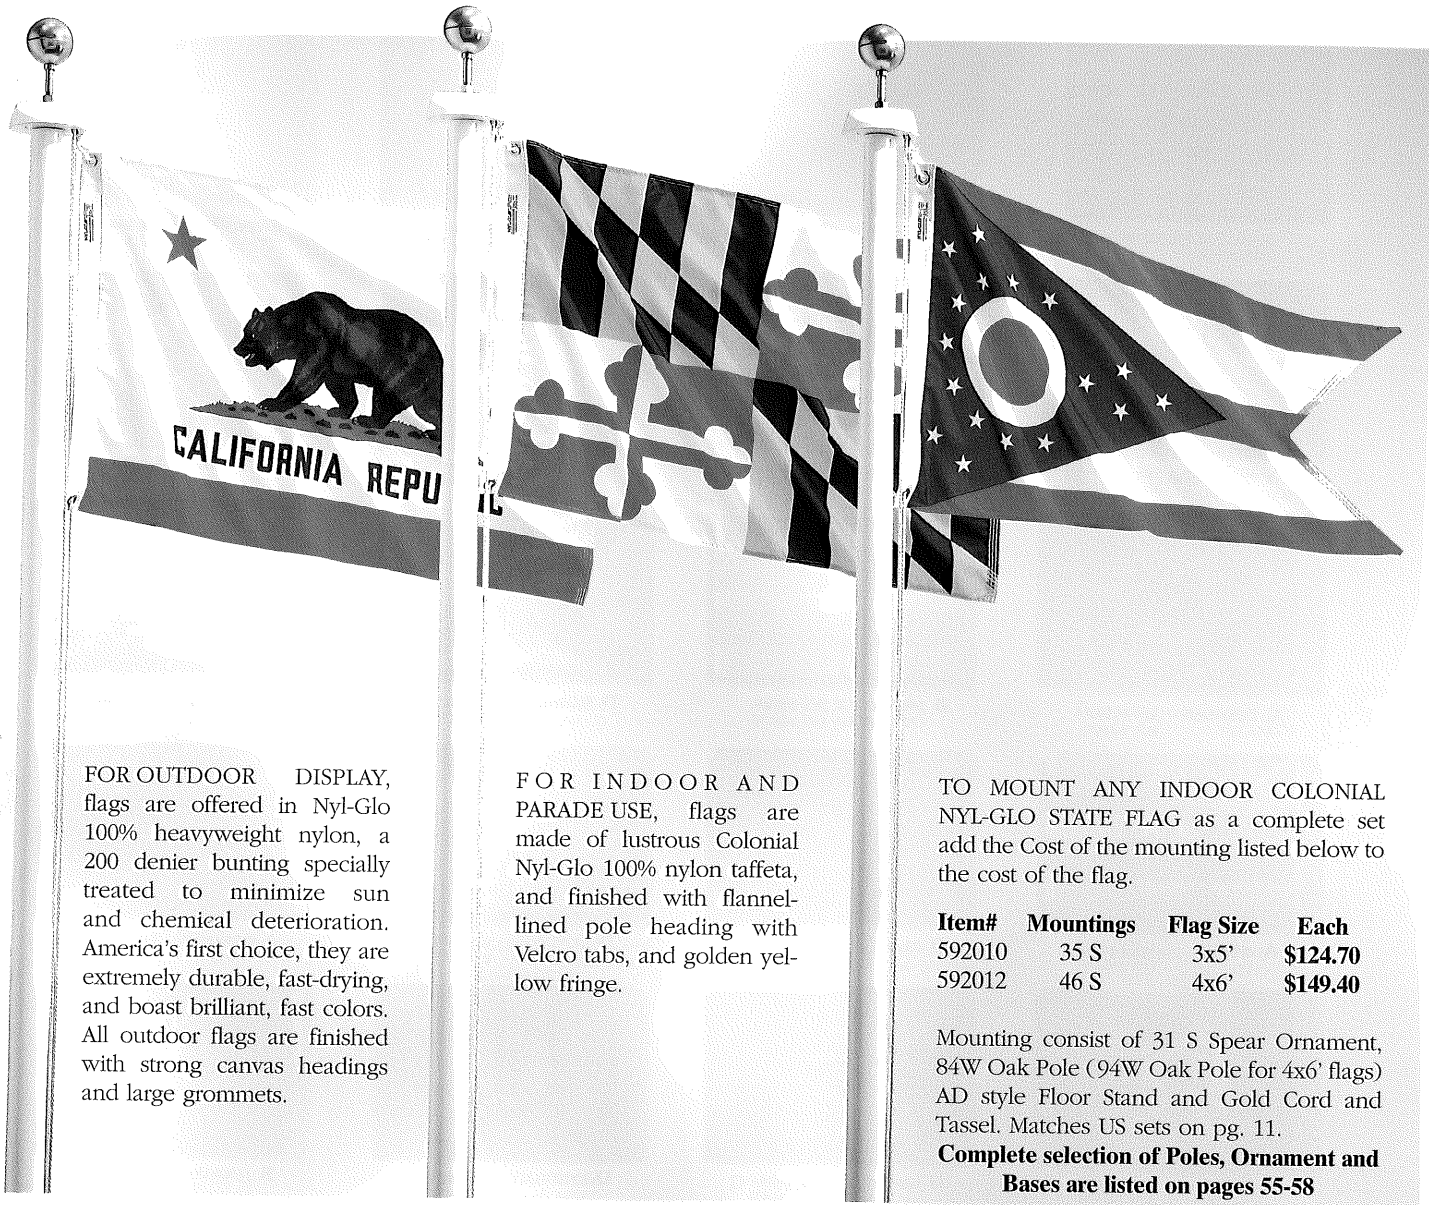 CALIFORNIA REPU IC
FOR OUTDOOR DISPLAY,
flags are offered in Nyl-Glo
100% heavyweight nylon, a
200 denier bunting specially
treated to minimize sun
and chemical deterioration.
America's first choice, they are
extremely durable, fast-drying,
and boast brilliant, fast colors.
All outdoor flags are finished
with strong canvas headings
and large grommets.
FOR INDOOR AND
PARADE USE, flags are
made of lustrous Colonial
Nyl-Glo 100% nylon taffeta,
and finished with flannel-
lined pole heading with
Velcro tabs, and golden yel-
low fringe.
TO MOUNT ANY INDOOR COLONIAL
NYL-GLO STATE FLAG as a complete set
add the Cost of the mounting listed below to
the cost of the flag.
Item# Mountings Flag Size Each
592010 35 S 3x5' $124.70
592012 46 S 4x6' $149.40
Mounting consist of 31 S Spear Ornament,
84W Oak Pole (94W Oak Pole for 4x6' flags)
AD style Floor Stand and Gold Cord and
Tassel. Matches US sets on pg. 11.
Complete selection of Poles, Ornament and
Bases are listed on pages 55-58